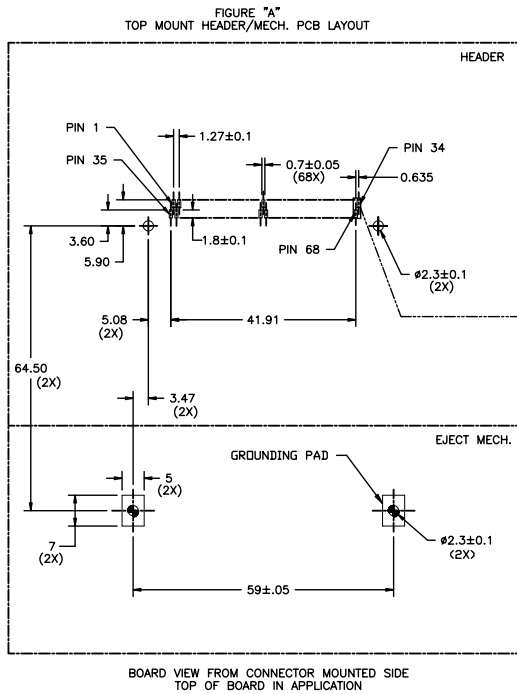 FIGURE "A"
TOP MOUNT HEADER/MECH. PCB LAYOUT
HEADER
PIN 1
1.27±0.1
PIN 35
0.7±0.05
(68X)
PIN 34
0.635
3.60
5.90
1.8±0.1
PIN 68
ø2.3±0.1
(2X)
5.08
(2X)
41.91
64.50
(2X)
3.47
(2X)
EJECT MECH.
GROUNDING PAD
5
(2X)
7
(2X)
ø2.3±0.1
(2X)
59±.05
BOARD VIEW FROM CONNECTOR MOUNTED SIDE
TOP OF BOARD IN APPLICATION